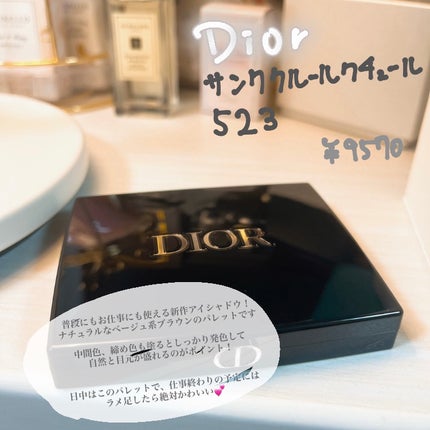 Dior
サンククルールクチュール
523
¥9570
DIOR
普段にもお仕事にも使える新作アイシャドウ！
ナチュラルなベージュ系ブラウンのパレットです
中間色、締め色も塗るとしっかり発色して
自然と目元が盛れるのがポイント！
日中はこのパレットで、仕事終わりの予定には
ラメ足したら絶対かわいい💕